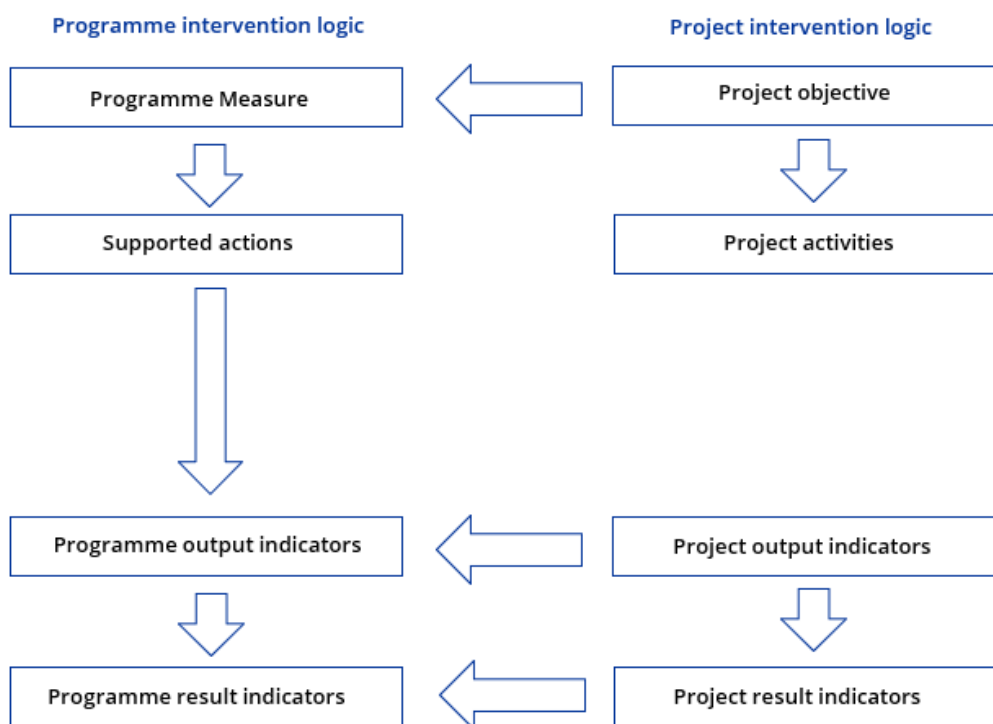 Programme intervention logic
Project intervention logic
Programme Measure
Project objective
Supported actions
Project activities
Programme output indicators
Project output indicators
Programme result indicators
Project result indicators